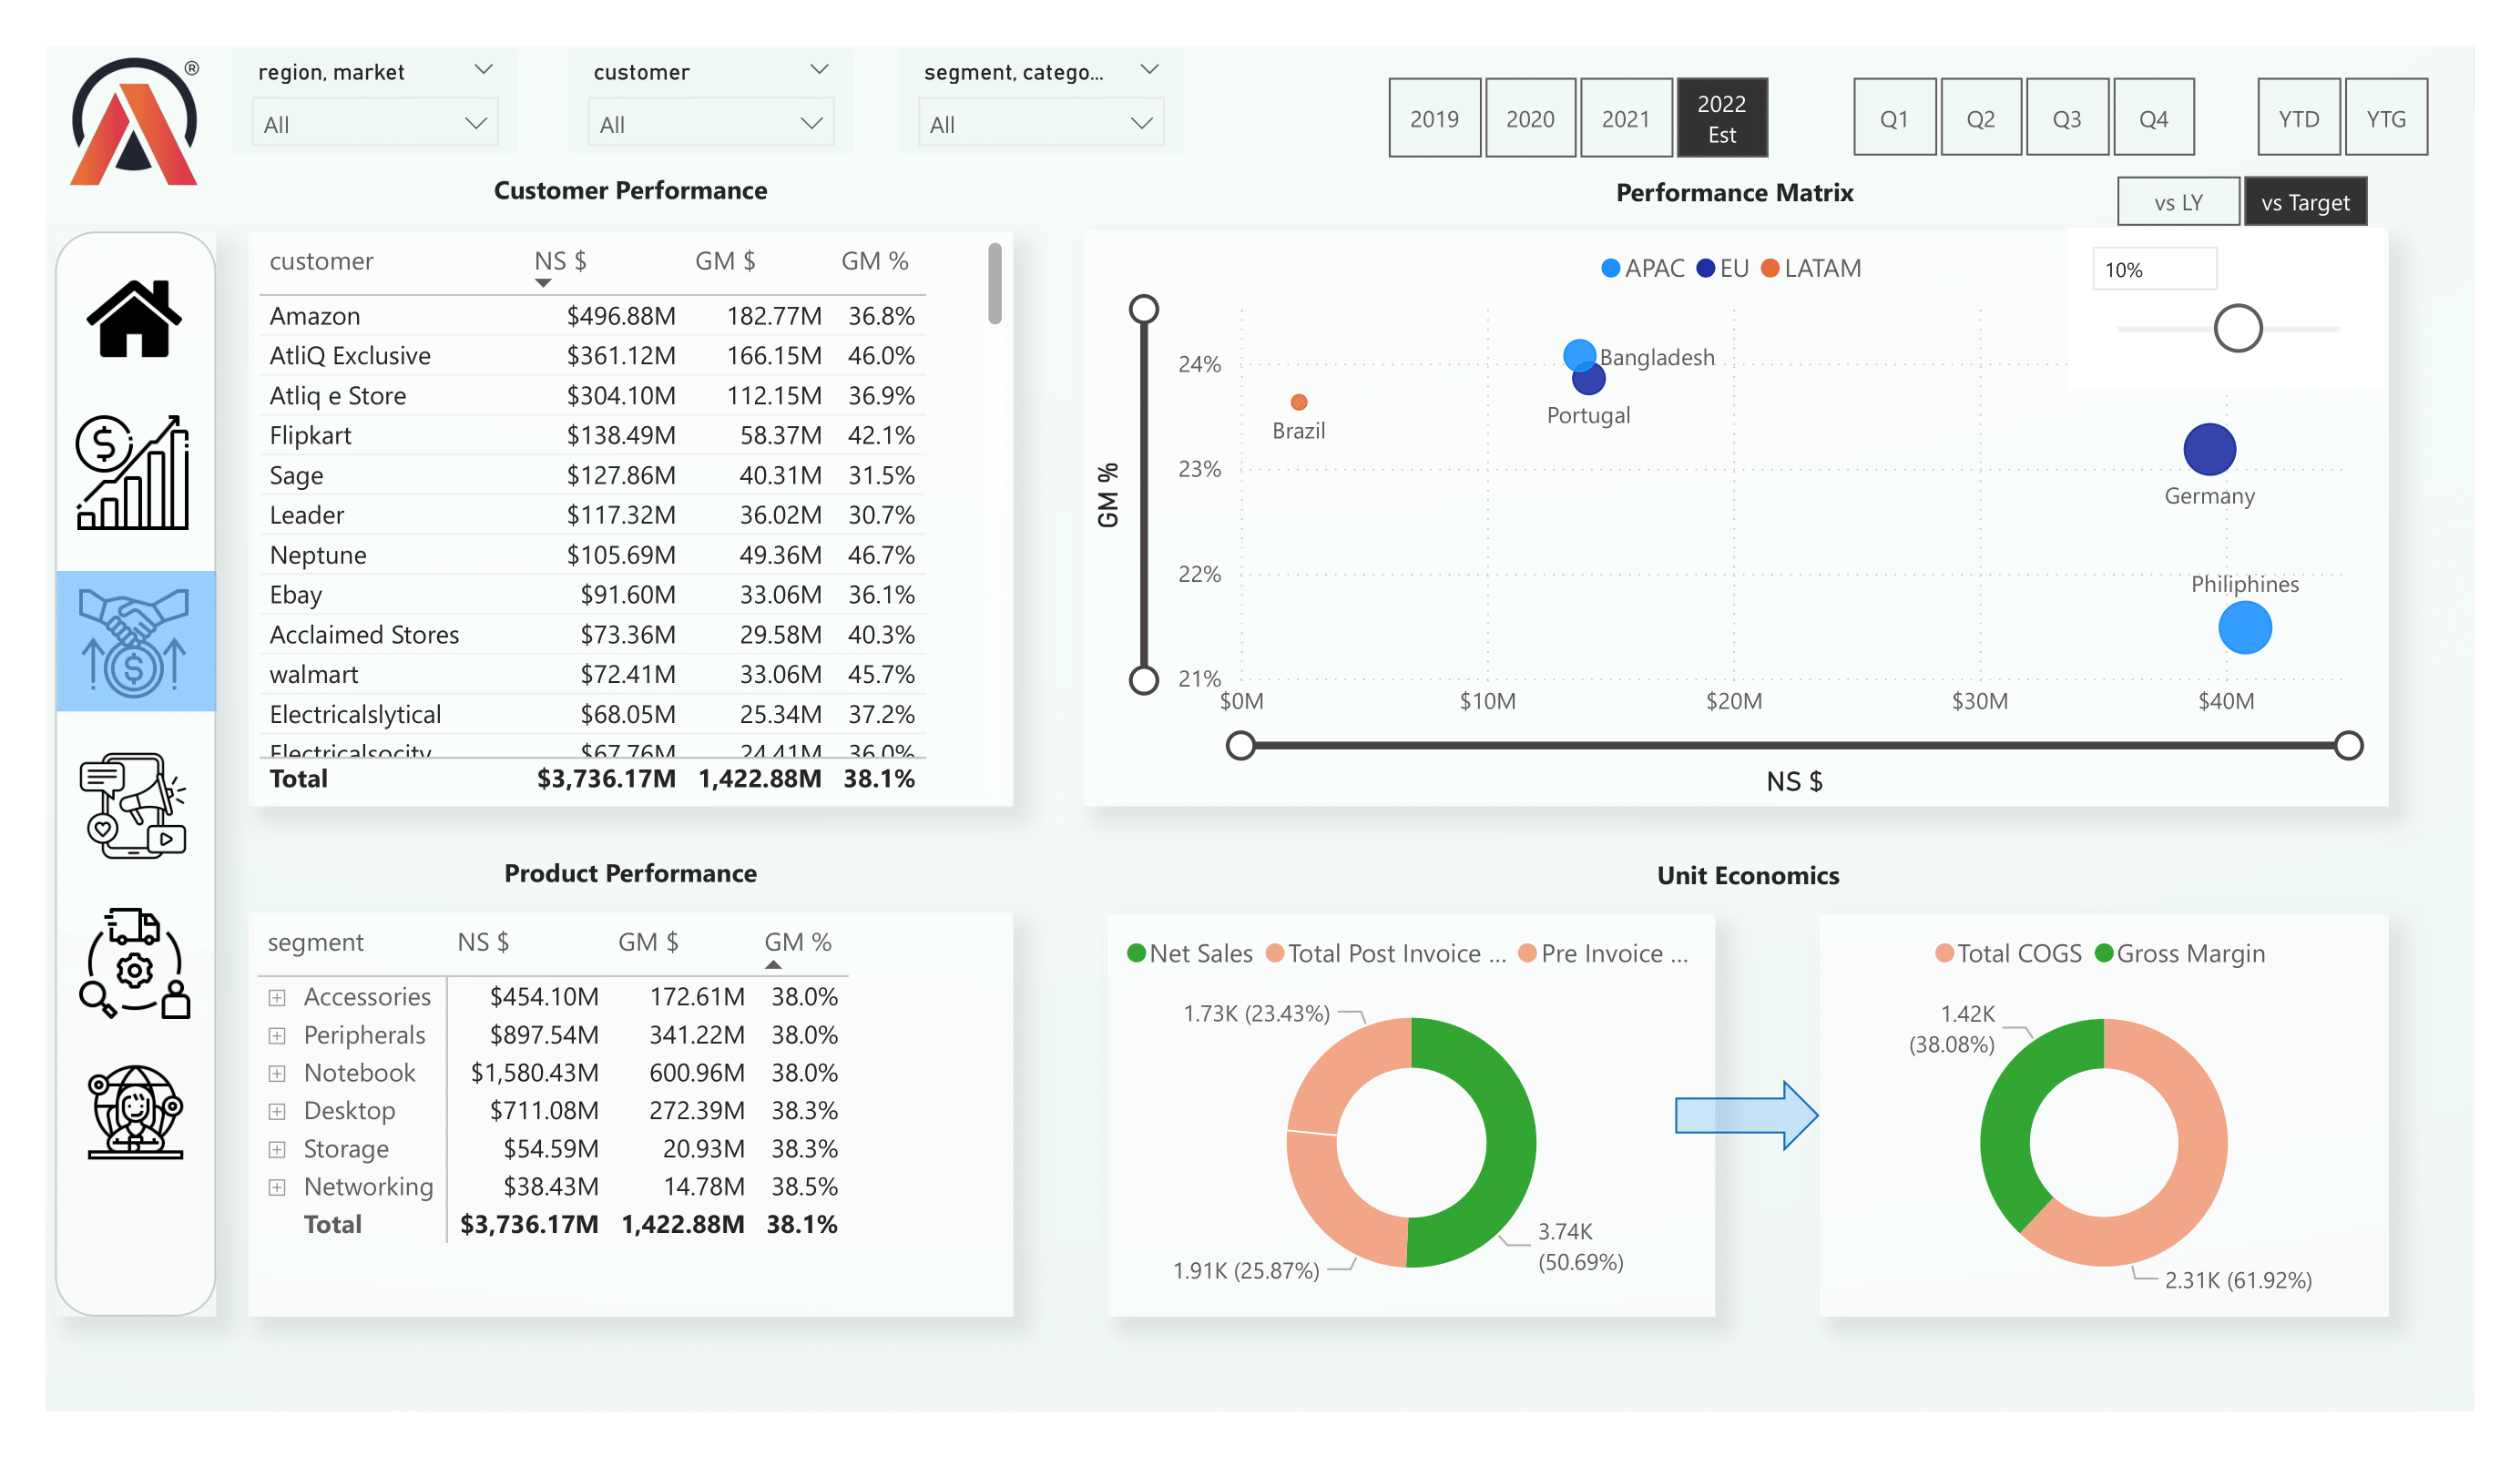 ®
region, market
All
customer
All
segment, catego...
All
2019
2020
2021
2022
Est
Q1
Q2
Q3
Q4
YTD
YTG
Customer Performance
customer NS $ GM $ GM %
Amazon $496.88M 182.77M 36.8%
AtliQ Exclusive $361.12M 166.15M 46.0%
Atliq e Store $304.10M 112.15M 36.9%
Flipkart $138.49M 58.37M 42.1%
Sage $127.86M 40.31M 31.5%
Leader $117.32M 36.02M 30.7%
Neptune $105.69M 49.36M 46.7%
Ebay $91.60M 33.06M 36.1%
Acclaimed Stores $73.36M 29.58M 40.3%
walmart $72.41M 33.06M 45.7%
Electricalslytical $68.05M 25.34M 37.2%
Electricalsocity $67.76M 24.41M 36.0%
Total $3,736.17M 1,422.88M 38.1%
Performance Matrix
vs LY
vs Target
APAC EU LATAM
10%
GM %
24%
23%
22%
21%
Bangladesh
Portugal
Brazil
Germany
Philiphines
$0M $10M $20M $30M $40M
NS $
Product Performance
segment NS $ GM $ GM %
Accessories $454.10M 172.61M 38.0%
Peripherals $897.54M 341.22M 38.0%
Notebook $1,580.43M 600.96M 38.0%
Desktop $711.08M 272.39M 38.3%
Storage $54.59M 20.93M 38.3%
Networking $38.43M 14.78M 38.5%
Total $3,736.17M 1,422.88M 38.1%
Unit Economics
Net Sales Total Post Invoice ... Pre Invoice ...
1.73K (23.43%)
3.74K
(50.69%)
1.91K (25.87%)
Total COGS Gross Margin
1.42K
(38.08%)
2.31K (61.92%)